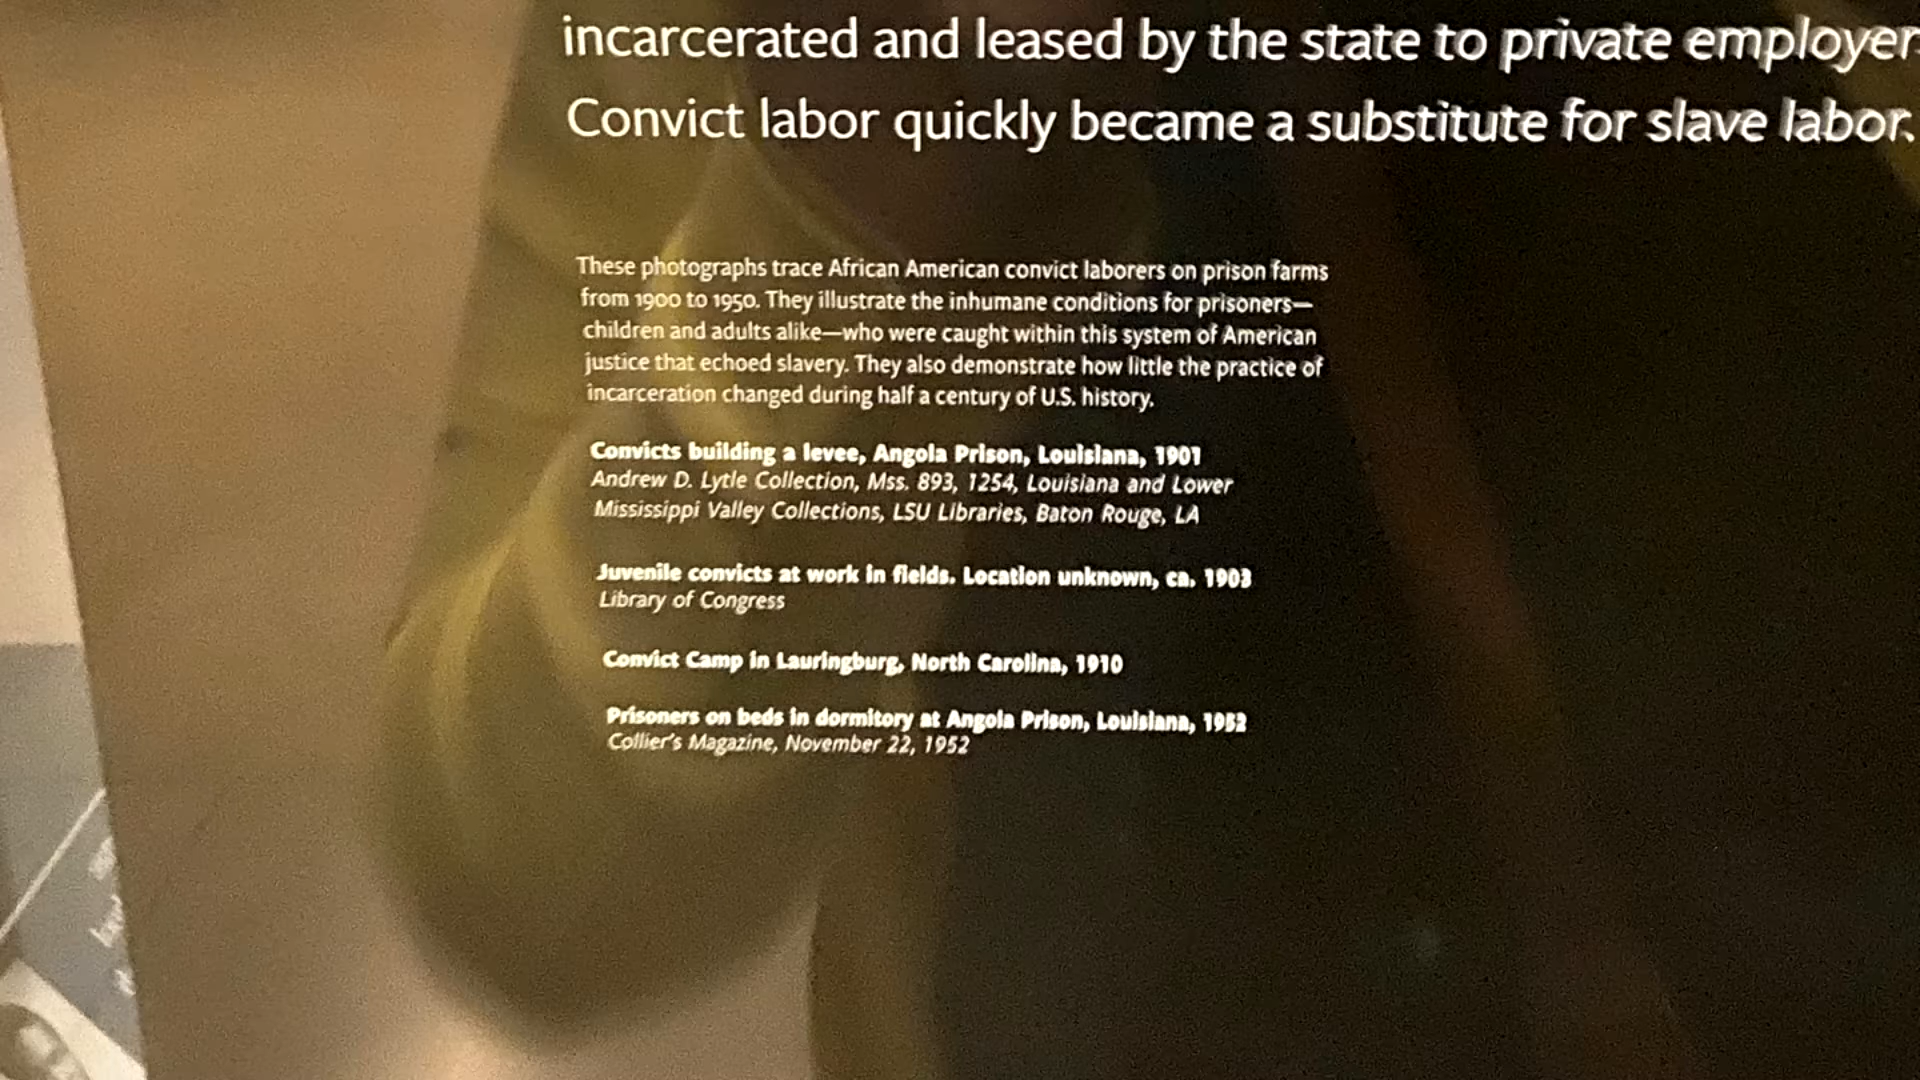 incarcerated and leased by the state to private employer
Convict labor quickly became a substitute for slave labor.
These photographs trace African American convict laborers on prison farms
from 1900 to 1950. They illustrate the inhumane conditions for prisoners—
children and adults alike—who were caught within this system of American
justice that echoed slavery. They also demonstrate how little the practice of
incarceration changed during half a century of U.S. history.
Convicts building a levee, Angola Prison, Louisiana, 1901
Andrew D. Lytle Collection, Mss. 893, 1254, Louisiana and Lower
Mississippi Valley Collections, LSU Libraries, Baton Rouge, LA
Juvenile convicts at work in fields. Location unknown, ca. 1903
Library of Congress
Convict Camp in Lauringburg, North Carolina, 1910
Prisoners on beds in dormitory at Angola Prison, Louisiana, 1952
Collier's Magazine, November 22, 1952